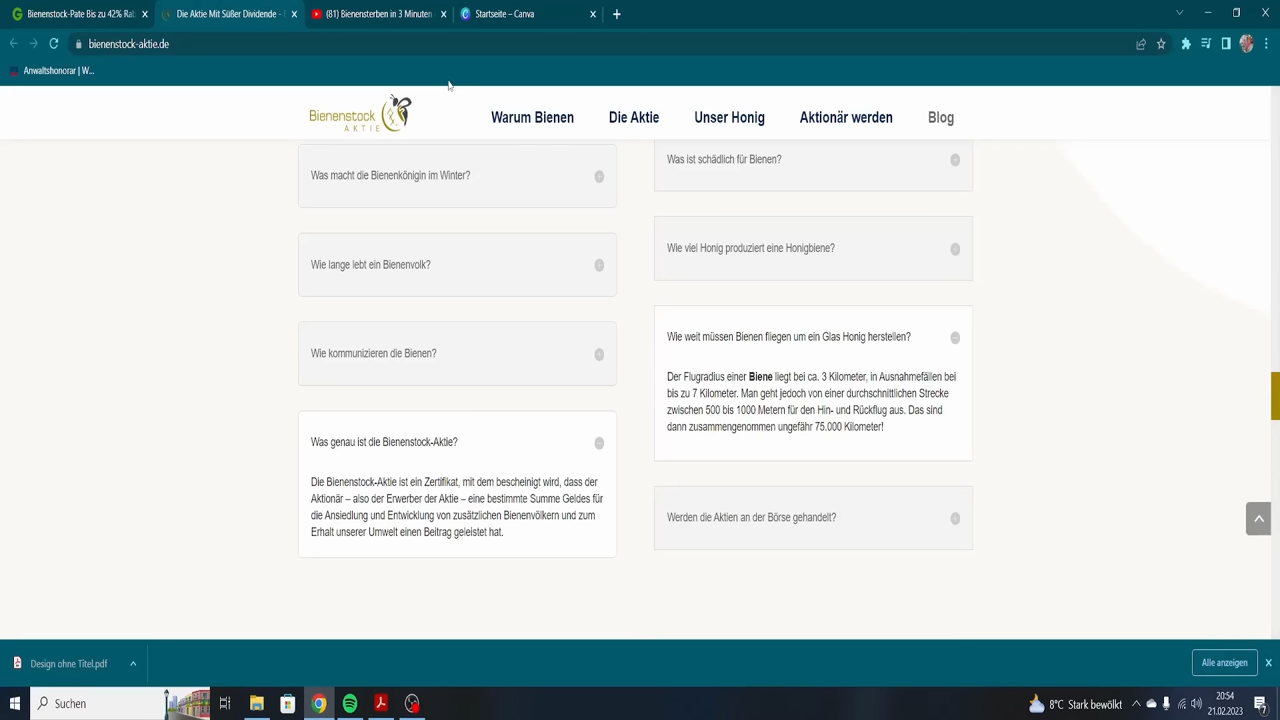 Bienenstock-Pate Bis zu 42% Rab
Die Aktie Mit Süßer Dividende -
(81) Bienensterben in 3 Minuten
Startseite – Canva
bienenstock-aktie.de
Anwaltshonorar | W...
Bienenstock
AKTIE
Warum Bienen
Die Aktie
Unser Honig
Aktionär werden
Blog
Was macht die Bienenkönigin im Winter?
Wie lange lebt ein Bienenvolk?
Wie kommunizieren die Bienen?
Was genau ist die Bienenstock-Aktie?
Die Bienenstock-Aktie ist ein Zertifikat, mit dem bescheinigt wird, dass der
Aktionär – also der Erwerber der Aktie – eine bestimmte Summe Geldes für
die Ansiedlung und Entwicklung von zusätzlichen Bienenvölkern und zum
Erhalt unserer Umwelt einen Beitrag geleistet hat.
Was ist schädlich für Bienen?
Wie viel Honig produziert eine Honigbiene?
Wie weit müssen Bienen fliegen um ein Glas Honig herstellen?
Der Flugradius einer Biene liegt bei ca. 3 Kilometer, in Ausnahmefällen bei
bis zu 7 Kilometer. Man geht jedoch von einer durchschnittlichen Strecke
zwischen 500 bis 1000 Metern für den Hin- und Rückflug aus. Das sind
dann zusammengenommen ungefähr 75.000 Kilometer!
Werden die Aktien an der Börse gehandelt?
Design ohne Titel.pdf
Alle anzeigen
Suchen
8°C Stark bewölkt
20:54
21.02.2023